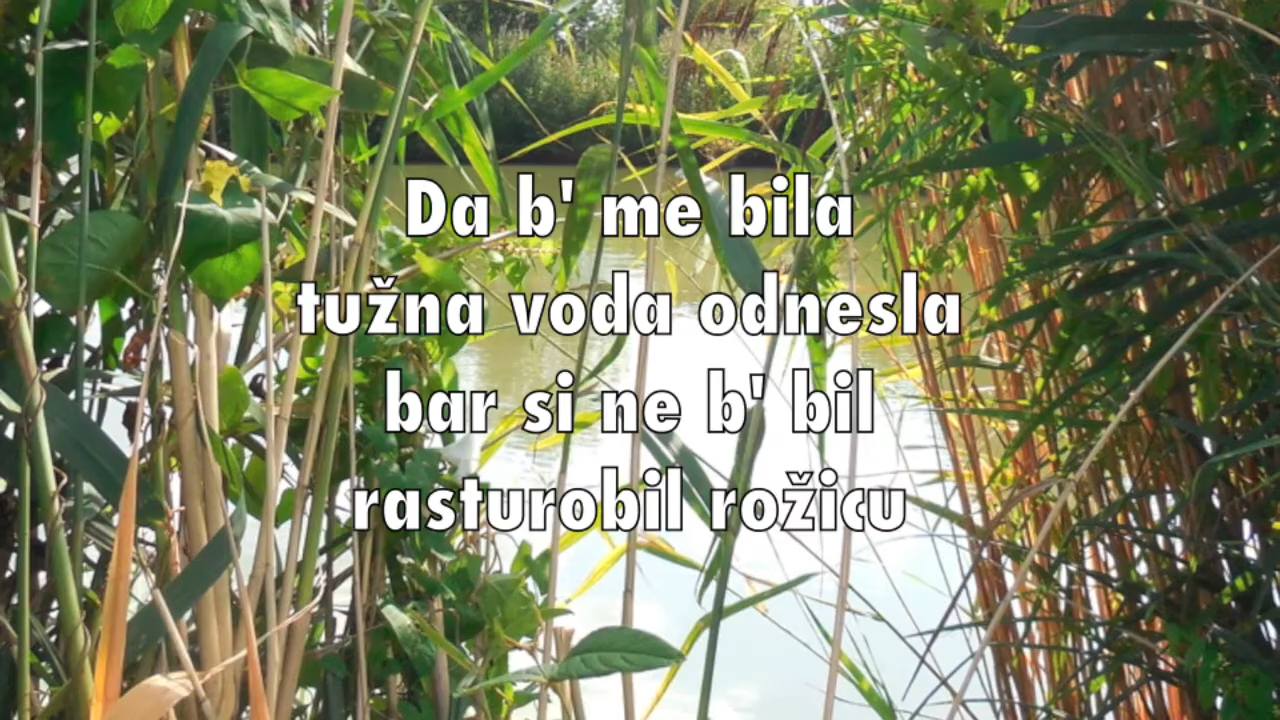 Da b' me bila
tužna voda odnesla
bar si ne b' bil
rasturobil rožicu